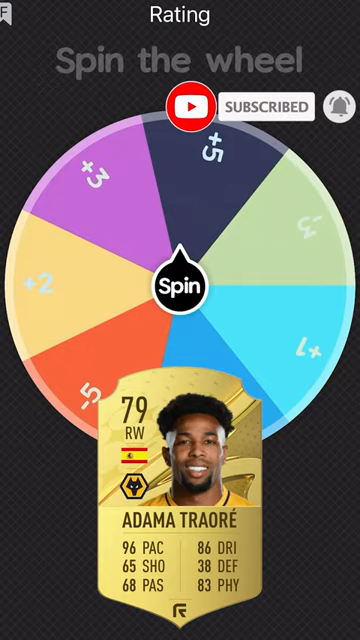 F
Rating
Spin the wheel
SUBSCRIBED
+5
+3
-3
+2
Spin
+7
-5
79
RW
ADAMA TRAORÉ
96 PAC 86 DRI
65 SHO 38 DEF
68 PAS 83 PHY